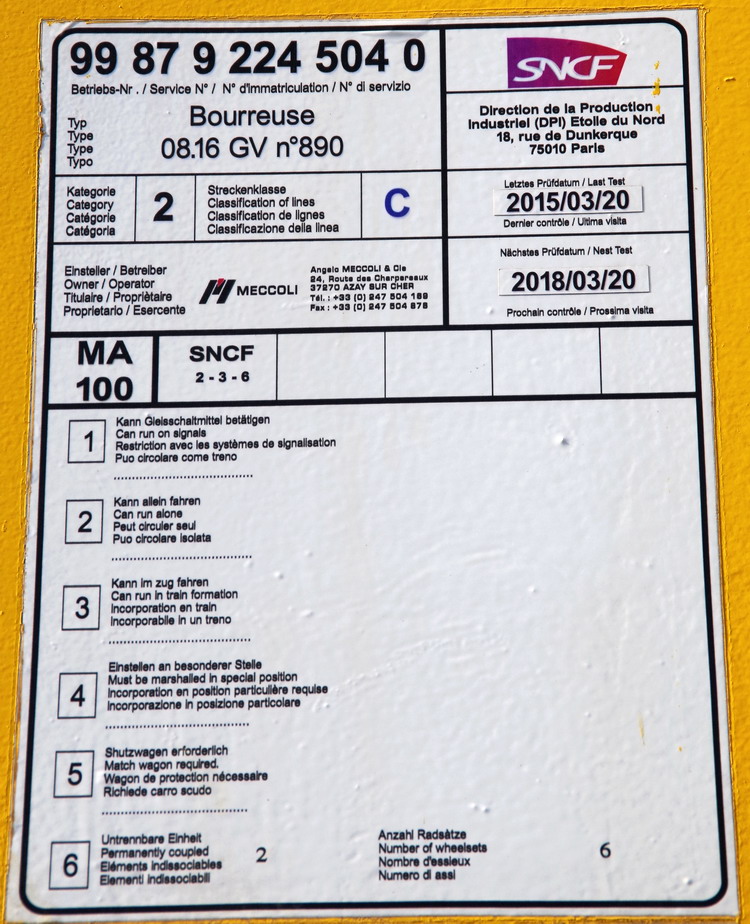 99 87 9 224 504 0
Betriebs-Nr . / Service N° / N° d'immatriculation / N° di servizio
Typ
Type
Type
Typo
Bourreuse
08.16 GV n°890
SNCF
Direction de la Production
Industriel (DPI) Etoile du Nord
18, rue de Dunkerque
75010 Paris
Kategorie
Category
Catégorie
Catégoria
2
Streckenklasse
Classification of lines
Classification de lignes
Classificazione della linea
C
Letztes Prüfdatum / Last Test
2015/03/20
Dernier contrôle / Ultima visita
Einsteller / Betreiber
Owner / Operator
Titulaire / Propriètaire
Proprietario / Esercente
MECCOLI
Angelo MECCOLI & Cie
24, Route des Charpereaux
37270 AZAY SUR CHER
Tél. : +33 (0) 247 504 189
Fax : +33 (0) 247 504 878
Nächstes Prüfdatum / Nest Test
2018/03/20
Prochain contrôle / Prossima visita
MA
100
SNCF
2 - 3 - 6
1
Kann Gleisschaltmittel betätigen
Can run on signals
Restriction avec les systèmes de signalisation
Puo circolare come treno
2
Kann allein fahren
Can run alone
Peut circuler seul
Puo circolare isolata
3
Kann im zug fahren
Can run in train formation
Incorporation en train
Incorporabile in un treno
4
Einstellen an besonderer Stelle
Must be marshalled in special position
Incorporation en position particulière requise
Incorporazione in posizione particolare
5
Shutzwagen erforderlich
Match wagon required.
Wagon de protection nécessaire
Richiede carro scudo
6
Untrennbare Einheit
Permanently coupled
Eléments indissociables
Elementi indissociabili
2
Anzahl Radsätze
Number of wheelsets
Nombre d'essieux
Numero di assi
6